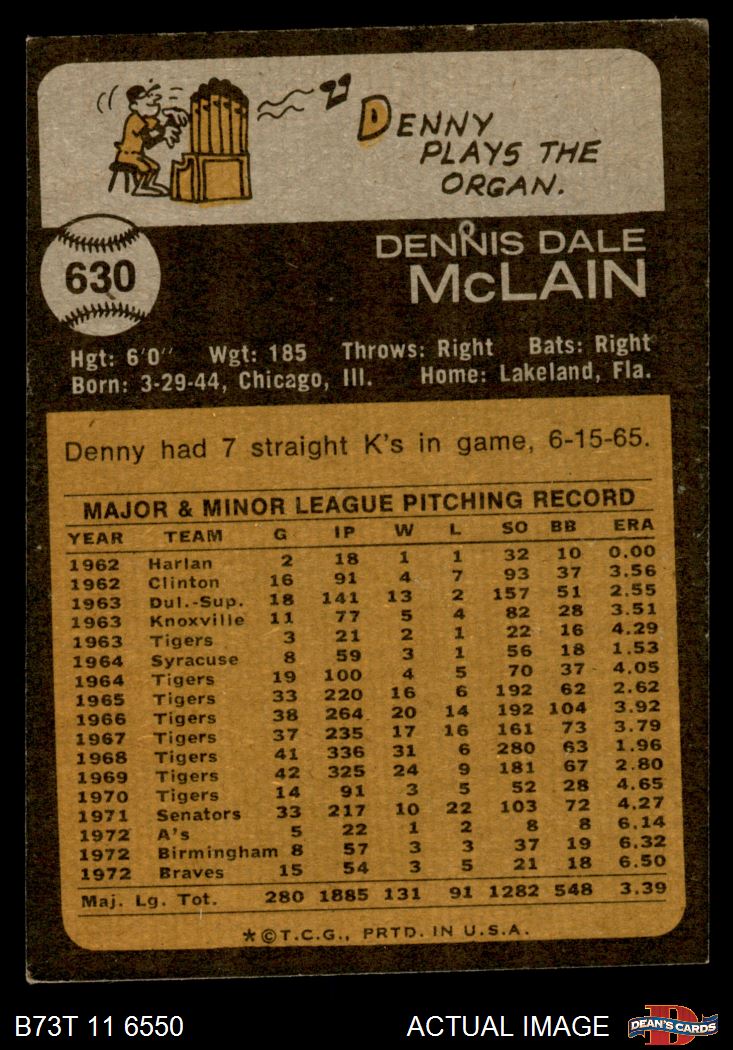 DENNY
PLAYS THE
ORGAN.
630
DENNIS DALE
McLAIN
Hgt: 6'0" Wgt: 185 Throws: Right Bats: Right
Born: 3-29-44, Chicago, Ill. Home: Lakeland, Fla.
Denny had 7 straight K's in game, 6-15-65.
MAJOR & MINOR LEAGUE PITCHING RECORD
YEAR TEAM G IP W L SO BB ERA
1962 Harlan 2 18 1 1 32 10 0.00
1962 Clinton 16 91 4 7 93 37 3.56
1963 Dul.-Sup. 18 141 13 2 157 51 2.55
1963 Knoxville 11 77 5 4 82 28 3.51
1963 Tigers 3 21 2 1 22 16 4.29
1964 Syracuse 8 59 3 1 56 18 1.53
1964 Tigers 19 100 4 5 70 37 4.05
1965 Tigers 33 220 16 6 192 62 2.62
1966 Tigers 38 264 20 14 192 104 3.92
1967 Tigers 37 235 17 16 161 73 3.79
1968 Tigers 41 336 31 6 280 63 1.96
1969 Tigers 42 325 24 9 181 67 2.80
1970 Tigers 14 91 3 5 52 28 4.65
1971 Senators 33 217 10 22 103 72 4.27
1972 A's 5 22 1 2 8 8 6.14
1972 Birmingham 8 57 3 3 37 19 6.32
1972 Braves 15 54 3 5 21 18 6.50
Maj. Lg. Tot. 280 1885 131 91 1282 548 3.39
*©T.C.G., PRTD. IN U.S.A.
B73T 11 6550 ACTUAL IMAGE DEAN'S CARDS